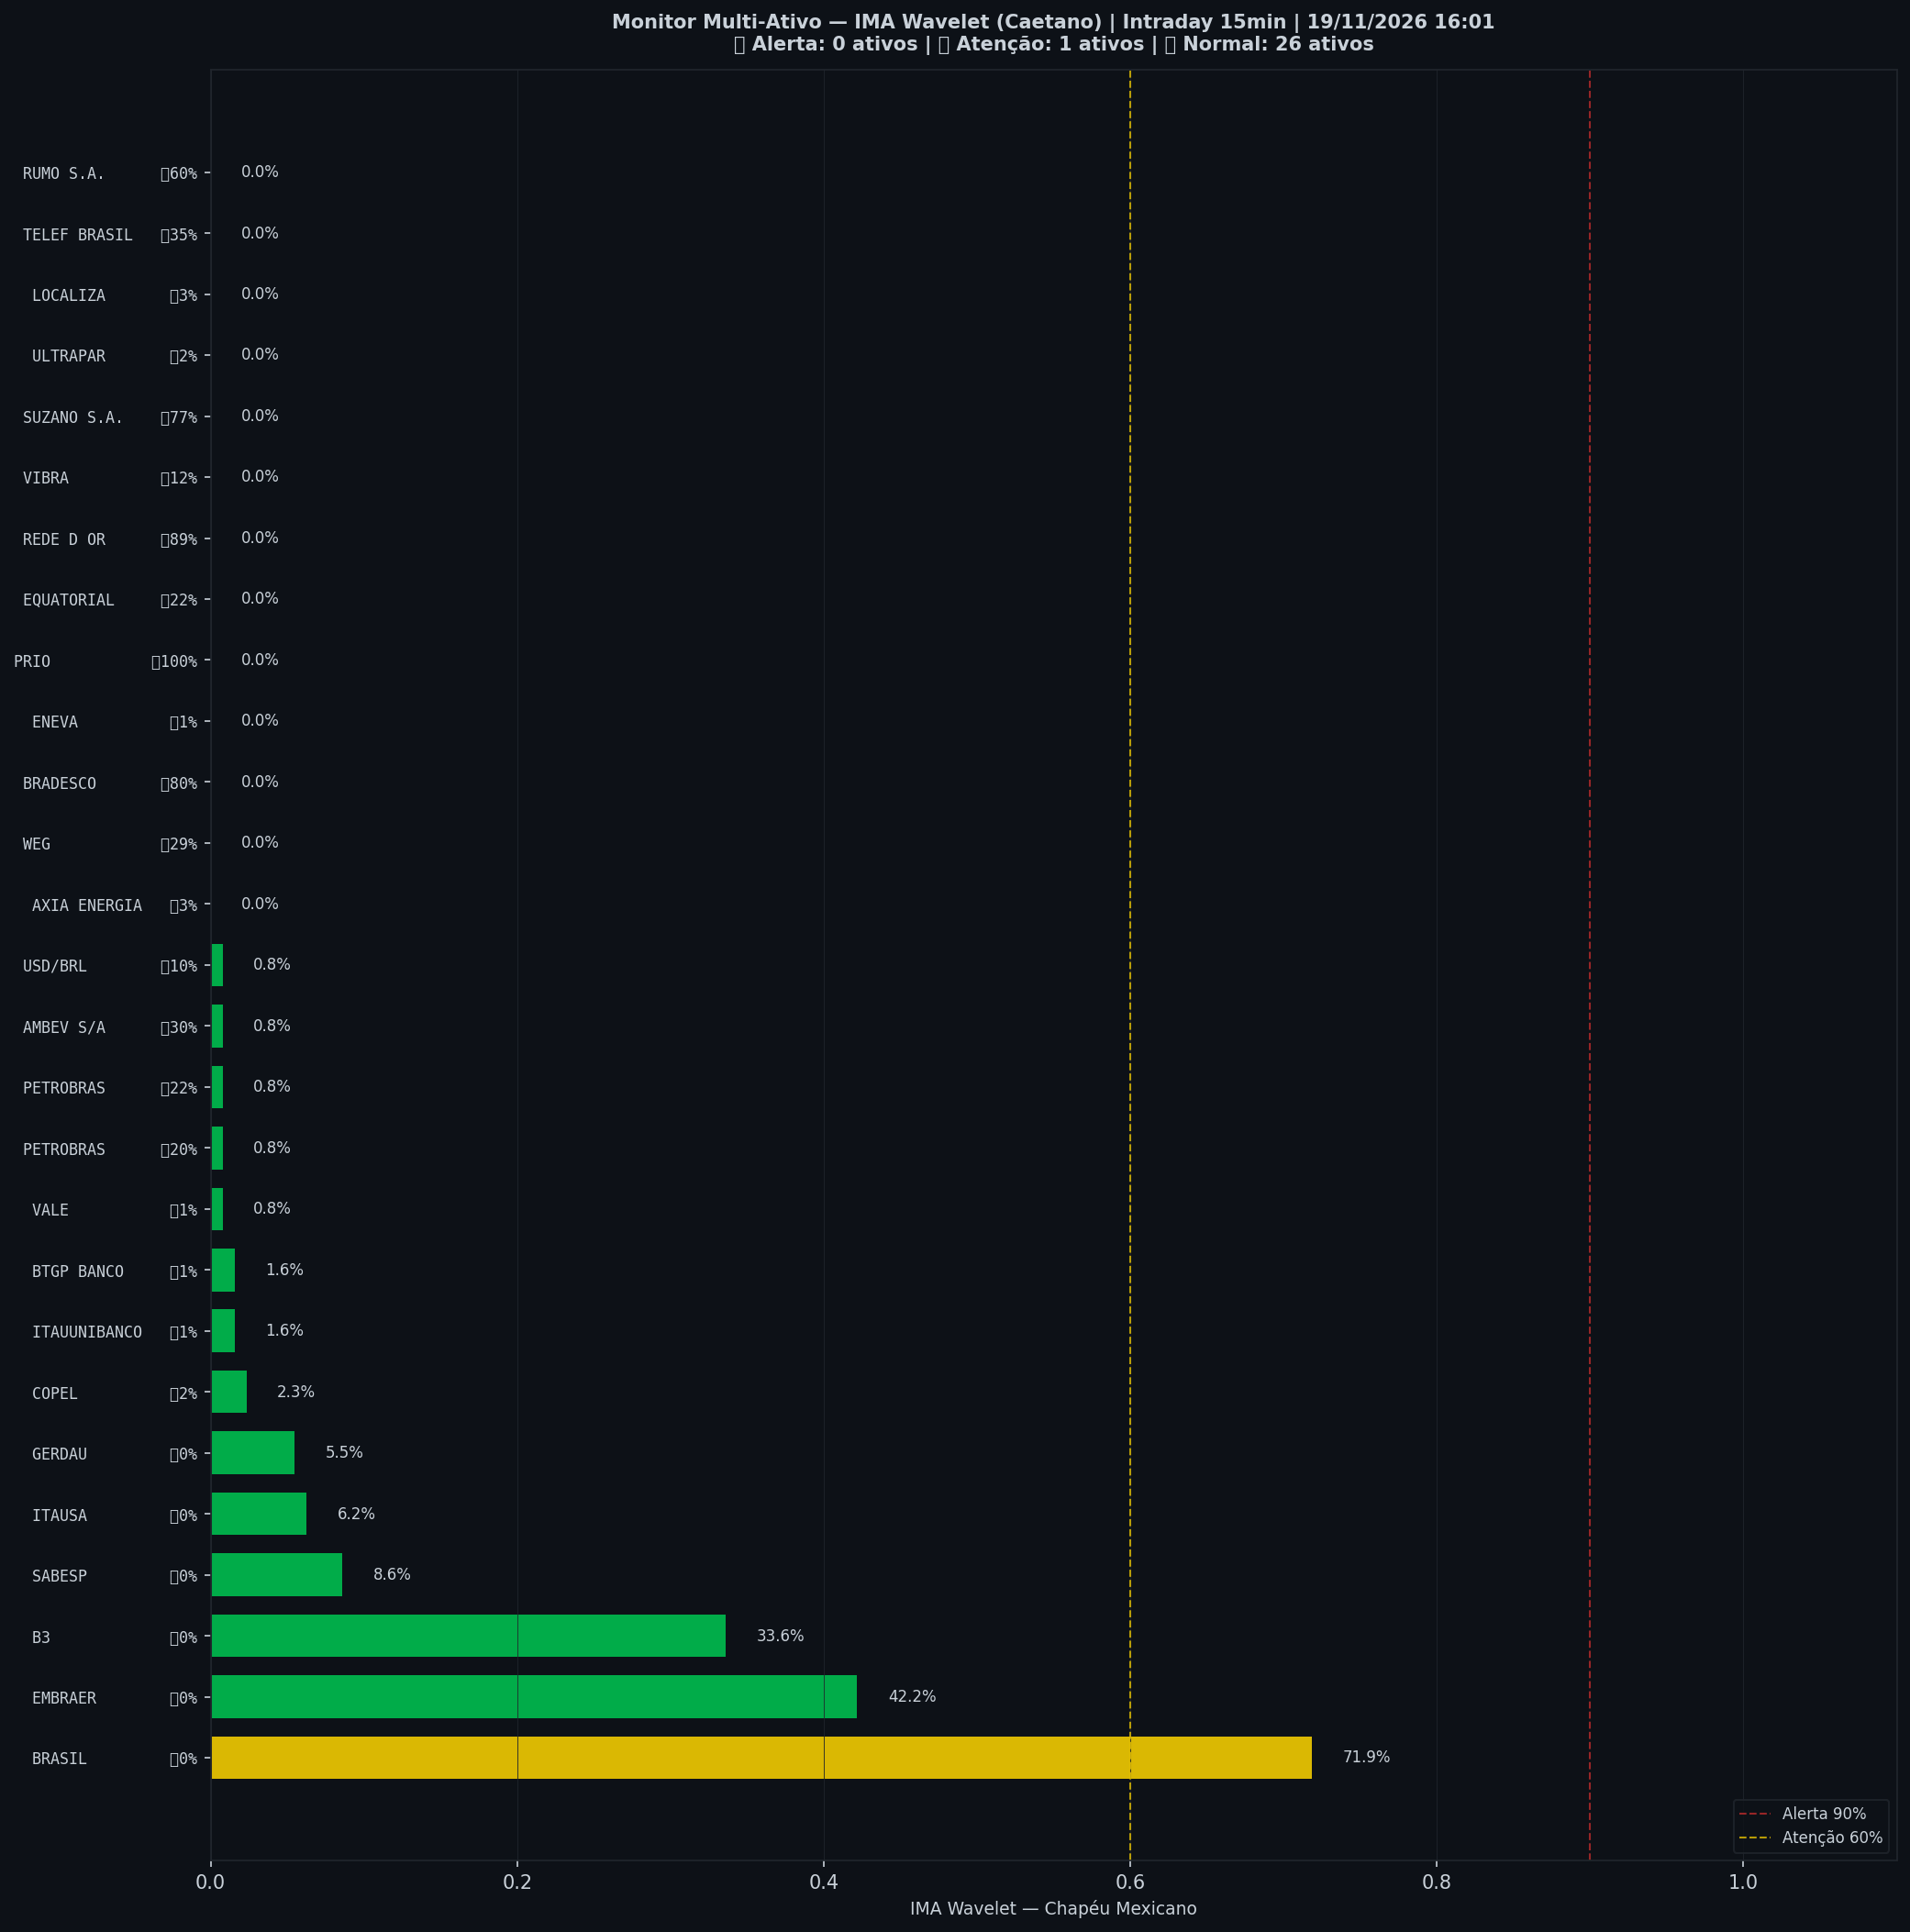 Monitor Multi-Ativo — IMA Wavelet (Caetano) | Intraday 15min | 19/11/2026 16:01
▯ Alerta: 0 ativos | ▯ Atenção: 1 ativos | ▯ Normal: 26 ativos
RUMO S.A. ▯60% 0.0%
TELEF BRASIL ▯35% 0.0%
LOCALIZA ▯3% 0.0%
ULTRAPAR ▯2% 0.0%
SUZANO S.A. ▯77% 0.0%
VIBRA ▯12% 0.0%
REDE D OR ▯89% 0.0%
EQUATORIAL ▯22% 0.0%
PRIO ▯100% 0.0%
ENEVA ▯1% 0.0%
BRADESCO ▯80% 0.0%
WEG ▯29% 0.0%
AXIA ENERGIA ▯3% 0.0%
USD/BRL ▯10% 0.8%
AMBEV S/A ▯30% 0.8%
PETROBRAS ▯22% 0.8%
PETROBRAS ▯20% 0.8%
VALE ▯1% 0.8%
BTGP BANCO ▯1% 1.6%
ITAUUNIBANCO ▯1% 1.6%
COPEL ▯2% 2.3%
GERDAU ▯0% 5.5%
ITAUSA ▯0% 6.2%
SABESP ▯0% 8.6%
B3 ▯0% 33.6%
EMBRAER ▯0% 42.2%
BRASIL ▯0% 71.9%
Alerta 90%
Atenção 60%
0.0 0.2 0.4 0.6 0.8 1.0
IMA Wavelet — Chapéu Mexicano